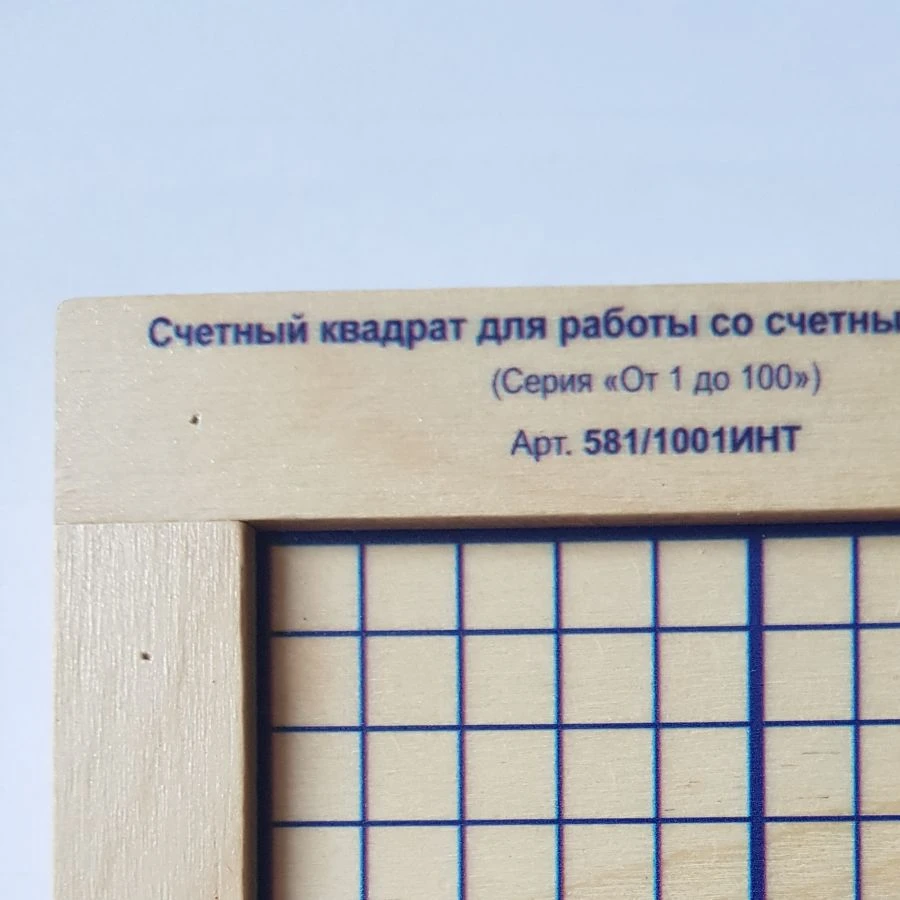 Счетный квадрат для работы со счетны
(Серия «От 1 до 100»)
Арт. 581/1001ИНТ